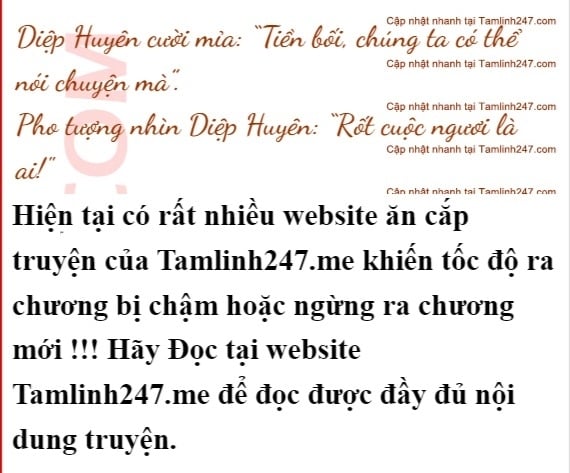 Cập nhật nhanh tại Tamlinh247.com
Diệp Huyên cười mỉa: “Tiền bối, chúng ta có thể
Cập nhật nhanh tại Tamlinh247.com
nói chuyện mà”.
Cập nhật nhanh tại Tamlinh247.com
Pho tượng nhìn Diệp Huyên: “Rốt cuộc ngươi là
Cập nhật nhanh tại Tamlinh247.com
ai!”
Cập nhật nhanh tại Tamlinh247.com
COM
Hiện tại có rất nhiều website ăn cắp
truyện của Tamlinh247.me khiến tốc độ ra
chương bị chậm hoặc ngừng ra chương
mới !!! Hãy Đọc tại website
Tamlinh247.me để đọc được đầy đủ nội
dung truyện.